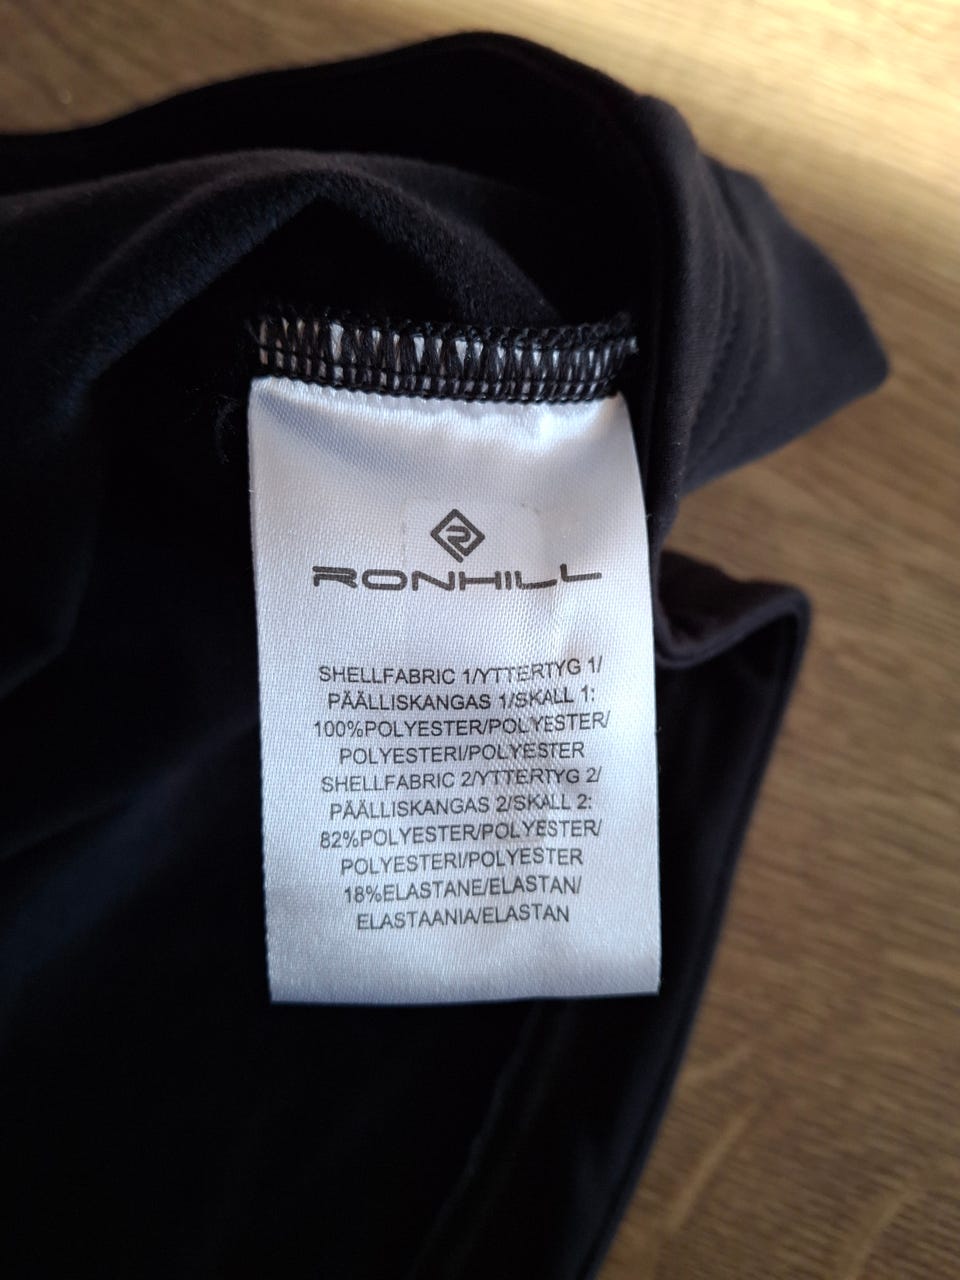 RONHILL
SHELLFABRIC 1/YTTERTYG 1/
PÄÄLLISKANGAS 1/SKALL 1:
100%POLYESTER/POLYESTER/
POLYESTERI/POLYESTER
SHELLFABRIC 2/YTTERTYG 2/
PÄÄLLISKANGAS 2/SKALL 2:
82%POLYESTER/POLYESTER/
POLYESTERI/POLYESTER
18%ELASTANE/ELASTAN/
ELASTAANIA/ELASTAN